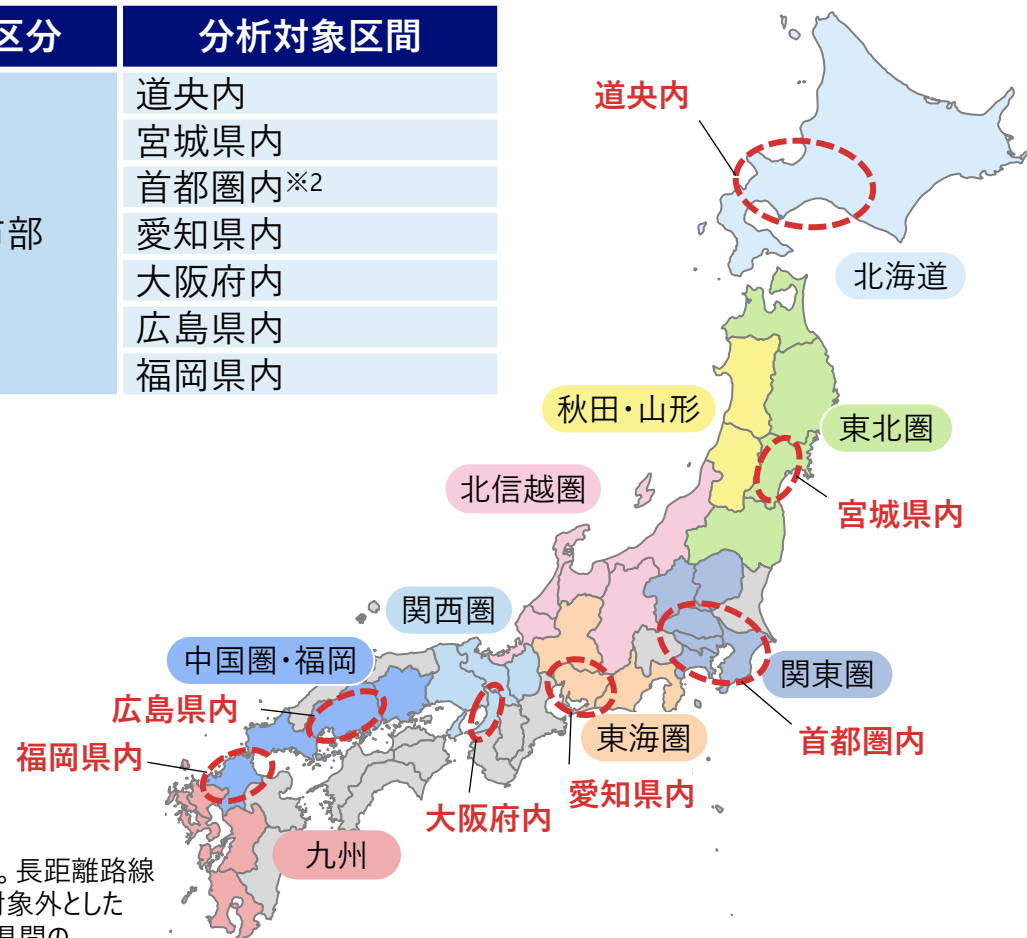 区分 分析対象区間
道央内
宮城県内
首都圏内※2
市部 愛知県内
大阪府内
広島県内
福岡県内
道央内
北海道
秋田・山形
東北圏
北信越圏
宮城県内
関西圏
中国圏・福岡
関東圏
広島県内
東海圏
首都圏内
福岡県内
愛知県内
大阪府内
九州
。長距離路線
対象外とした
県間の